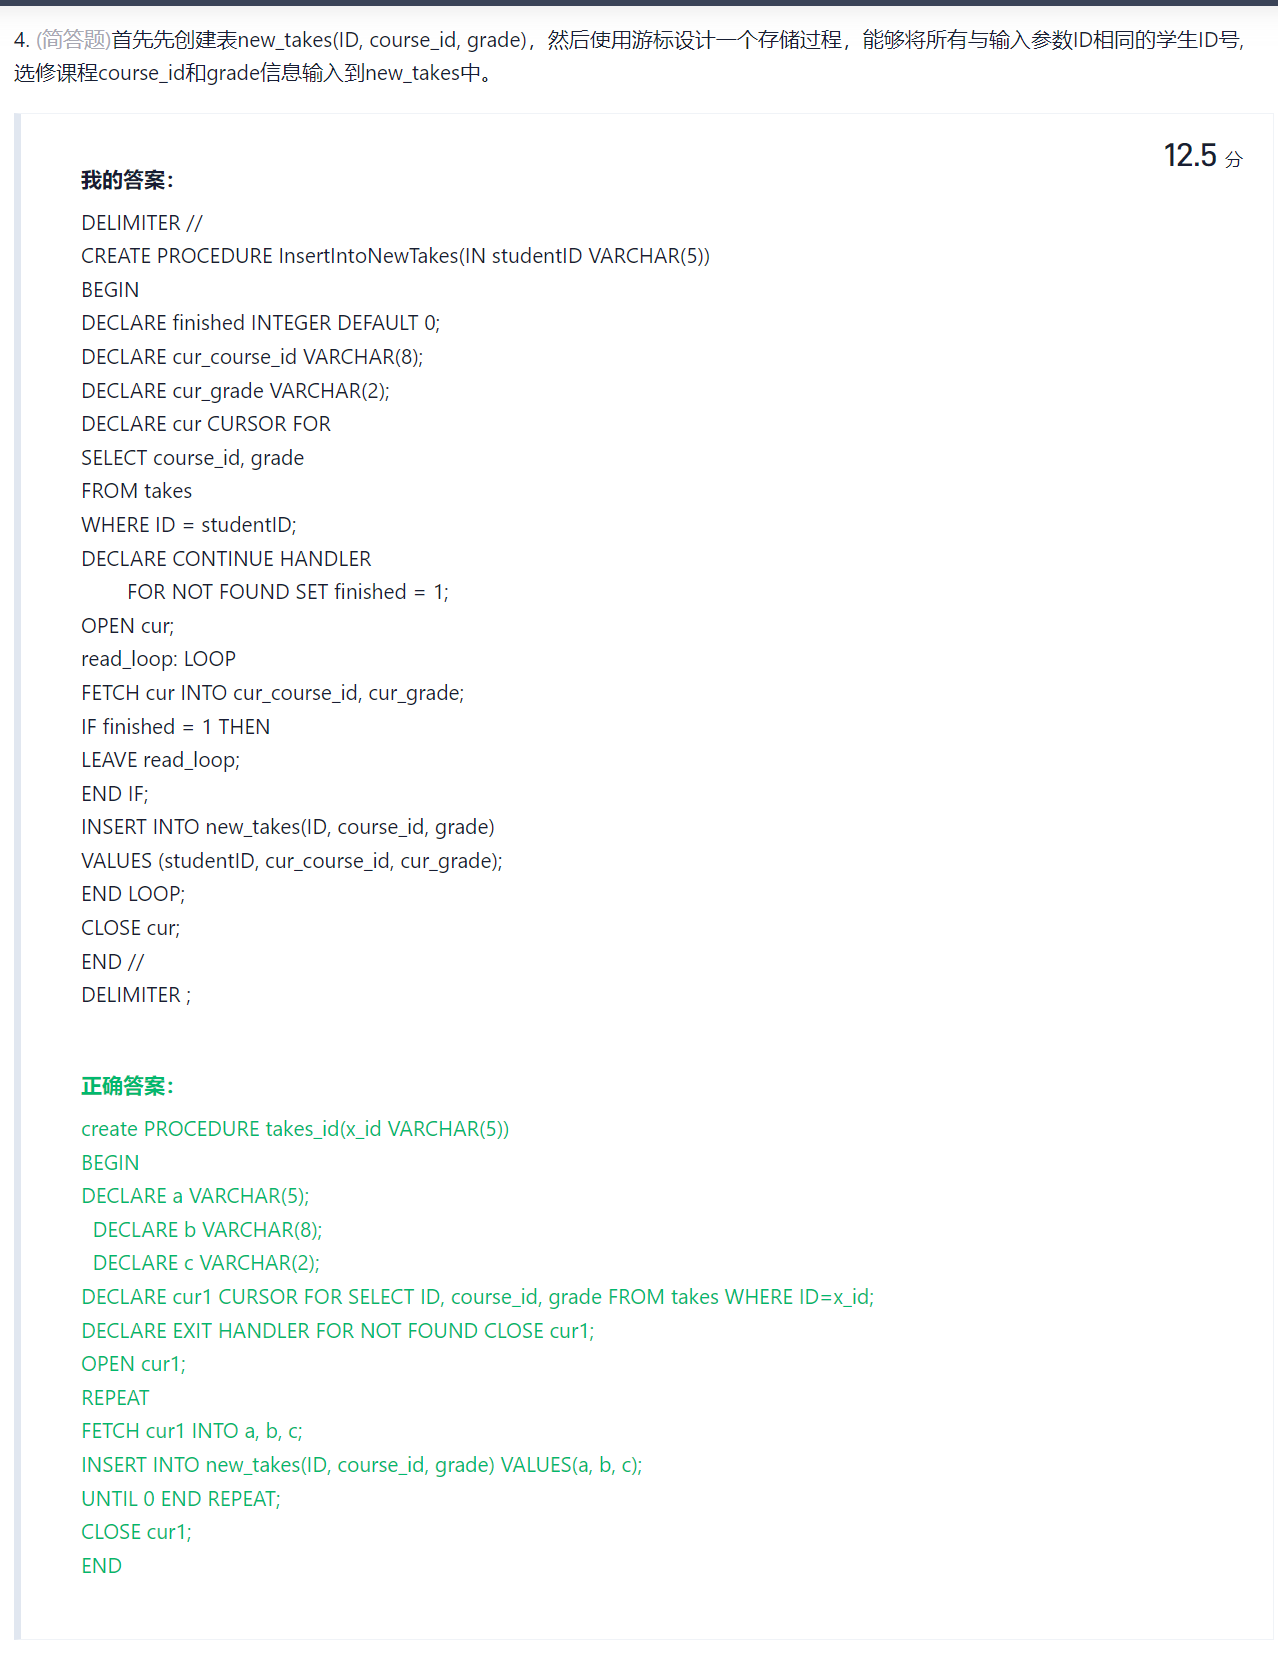 4. (简答题)首先先创建表new_takes(ID, course_id, grade)，然后使用游标设计一个存储过程，能够将所有与输入参数ID相同的学生ID号,
选修课程course_id和grade信息输入到new_takes中。
12.5 分
我的答案：
DELIMITER //
CREATE PROCEDURE InsertIntoNewTakes(IN studentID VARCHAR(5))
BEGIN
DECLARE finished INTEGER DEFAULT 0;
DECLARE cur_course_id VARCHAR(8);
DECLARE cur_grade VARCHAR(2);
DECLARE cur CURSOR FOR
SELECT course_id, grade
FROM takes
WHERE ID = studentID;
DECLARE CONTINUE HANDLER
FOR NOT FOUND SET finished = 1;
OPEN cur;
read_loop: LOOP
FETCH cur INTO cur_course_id, cur_grade;
IF finished = 1 THEN
LEAVE read_loop;
END IF;
INSERT INTO new_takes(ID, course_id, grade)
VALUES (studentID, cur_course_id, cur_grade);
END LOOP;
CLOSE cur;
END //
DELIMITER ;
正确答案：
create PROCEDURE takes_id(x_id VARCHAR(5))
BEGIN
DECLARE a VARCHAR(5);
DECLARE b VARCHAR(8);
DECLARE c VARCHAR(2);
DECLARE cur1 CURSOR FOR SELECT ID, course_id, grade FROM takes WHERE ID=x_id;
DECLARE EXIT HANDLER FOR NOT FOUND CLOSE cur1;
OPEN cur1;
REPEAT
FETCH cur1 INTO a, b, c;
INSERT INTO new_takes(ID, course_id, grade) VALUES(a, b, c);
UNTIL 0 END REPEAT;
CLOSE cur1;
END